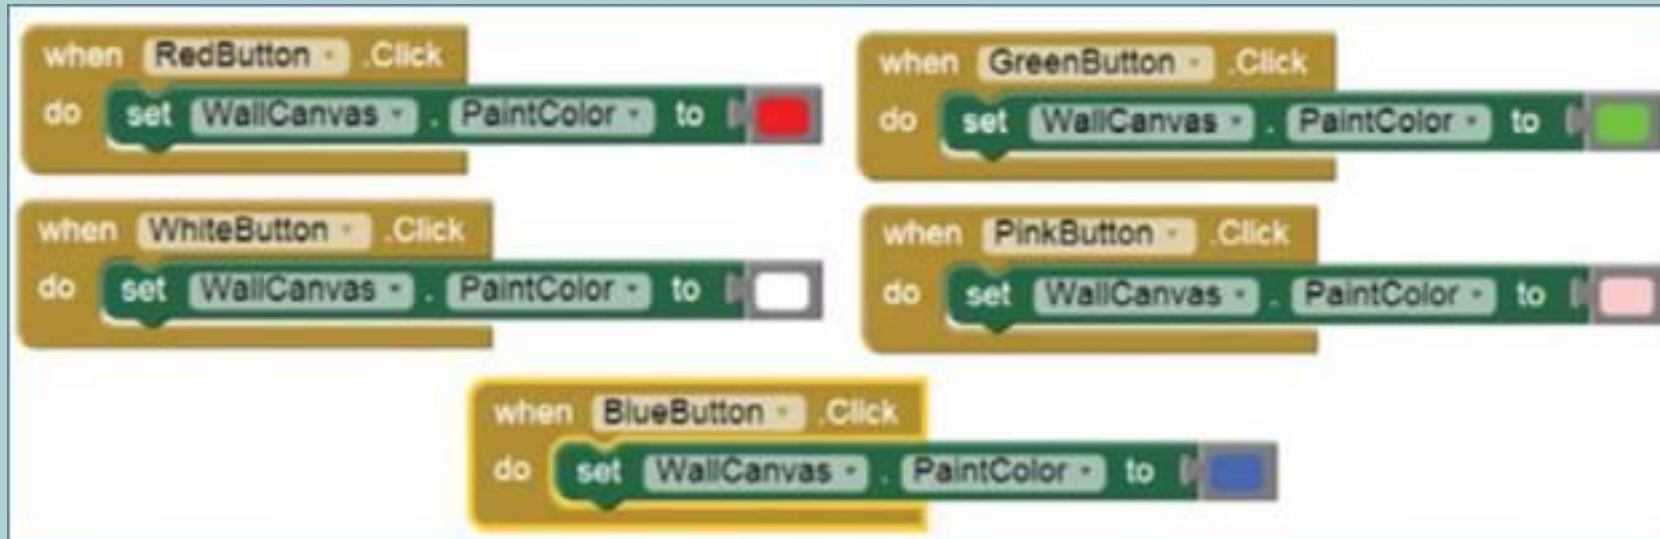 when RedButton .Click
do set WallCanvas . PaintColor to
when GreenButton .Click
do set WallCanvas . PaintColor to
when WhiteButton .Click
do set WallCanvas . PaintColor to
when PinkButton .Click
do set WallCanvas . PaintColor to
when BlueButton .Click
do set WallCanvas . PaintColor to